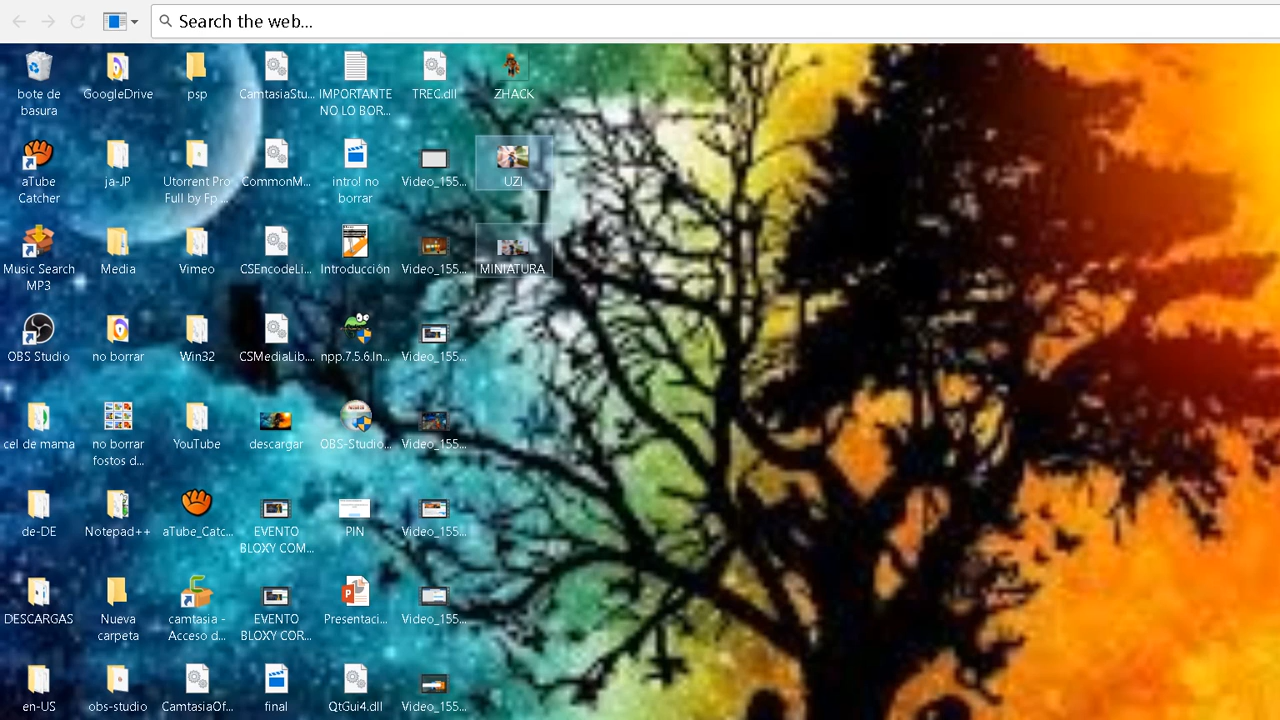 Search the web...
bote de
basura
GoogleDrive
psp
CamtasiaStu...
IMPORTANTE
NO LO BOR...
TREC.dll
ZHACK
aTube
Catcher
ja-JP
Utorrent Pro
Full by Fp ...
CommonM...
intro! no
borrar
Video_155...
UZI
Music Search
MP3
Media
Vimeo
CSEncodeLi...
Introducción
Video_155...
MINIATURA
OBS Studio
no borrar
Win32
CSMediaLib....
npp.7.5.6.In...
Video_155...
cel de mama
no borrar
fostos d...
YouTube
descargar
OBS-Studio...
Video_155...
de-DE
Notepad++
aTube_Catc...
EVENTO
BLOXY COM...
PIN
Video_155...
DESCARGAS
Nueva
carpeta
camtasia -
Acceso d...
EVENTO
BLOXY COR...
Presentaci...
Video_155...
en-US
obs-studio
CamtasiaOf...
final
QtGui4.dll
Video_155...